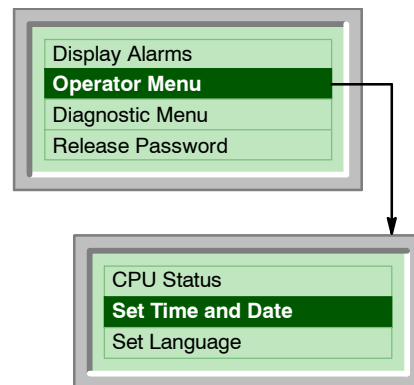 Display Alarms
Operator Menu
Diagnostic Menu
Release Password
CPU Status
Set Time and Date
Set Language